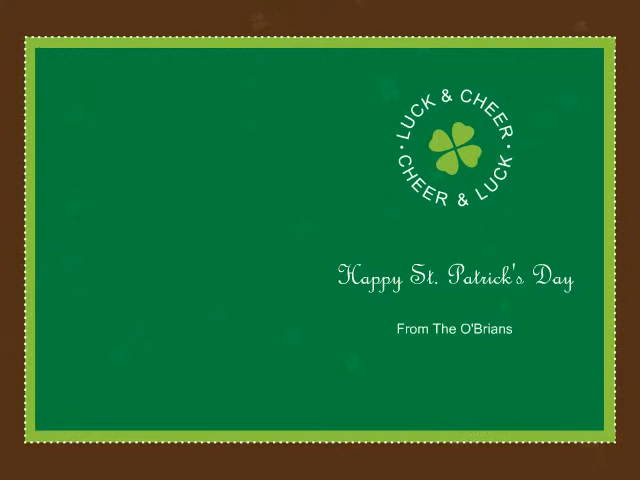 LUCK & CHEER
CHEER & LUCK
Happy St. Patrick's Day
From The O'Brians